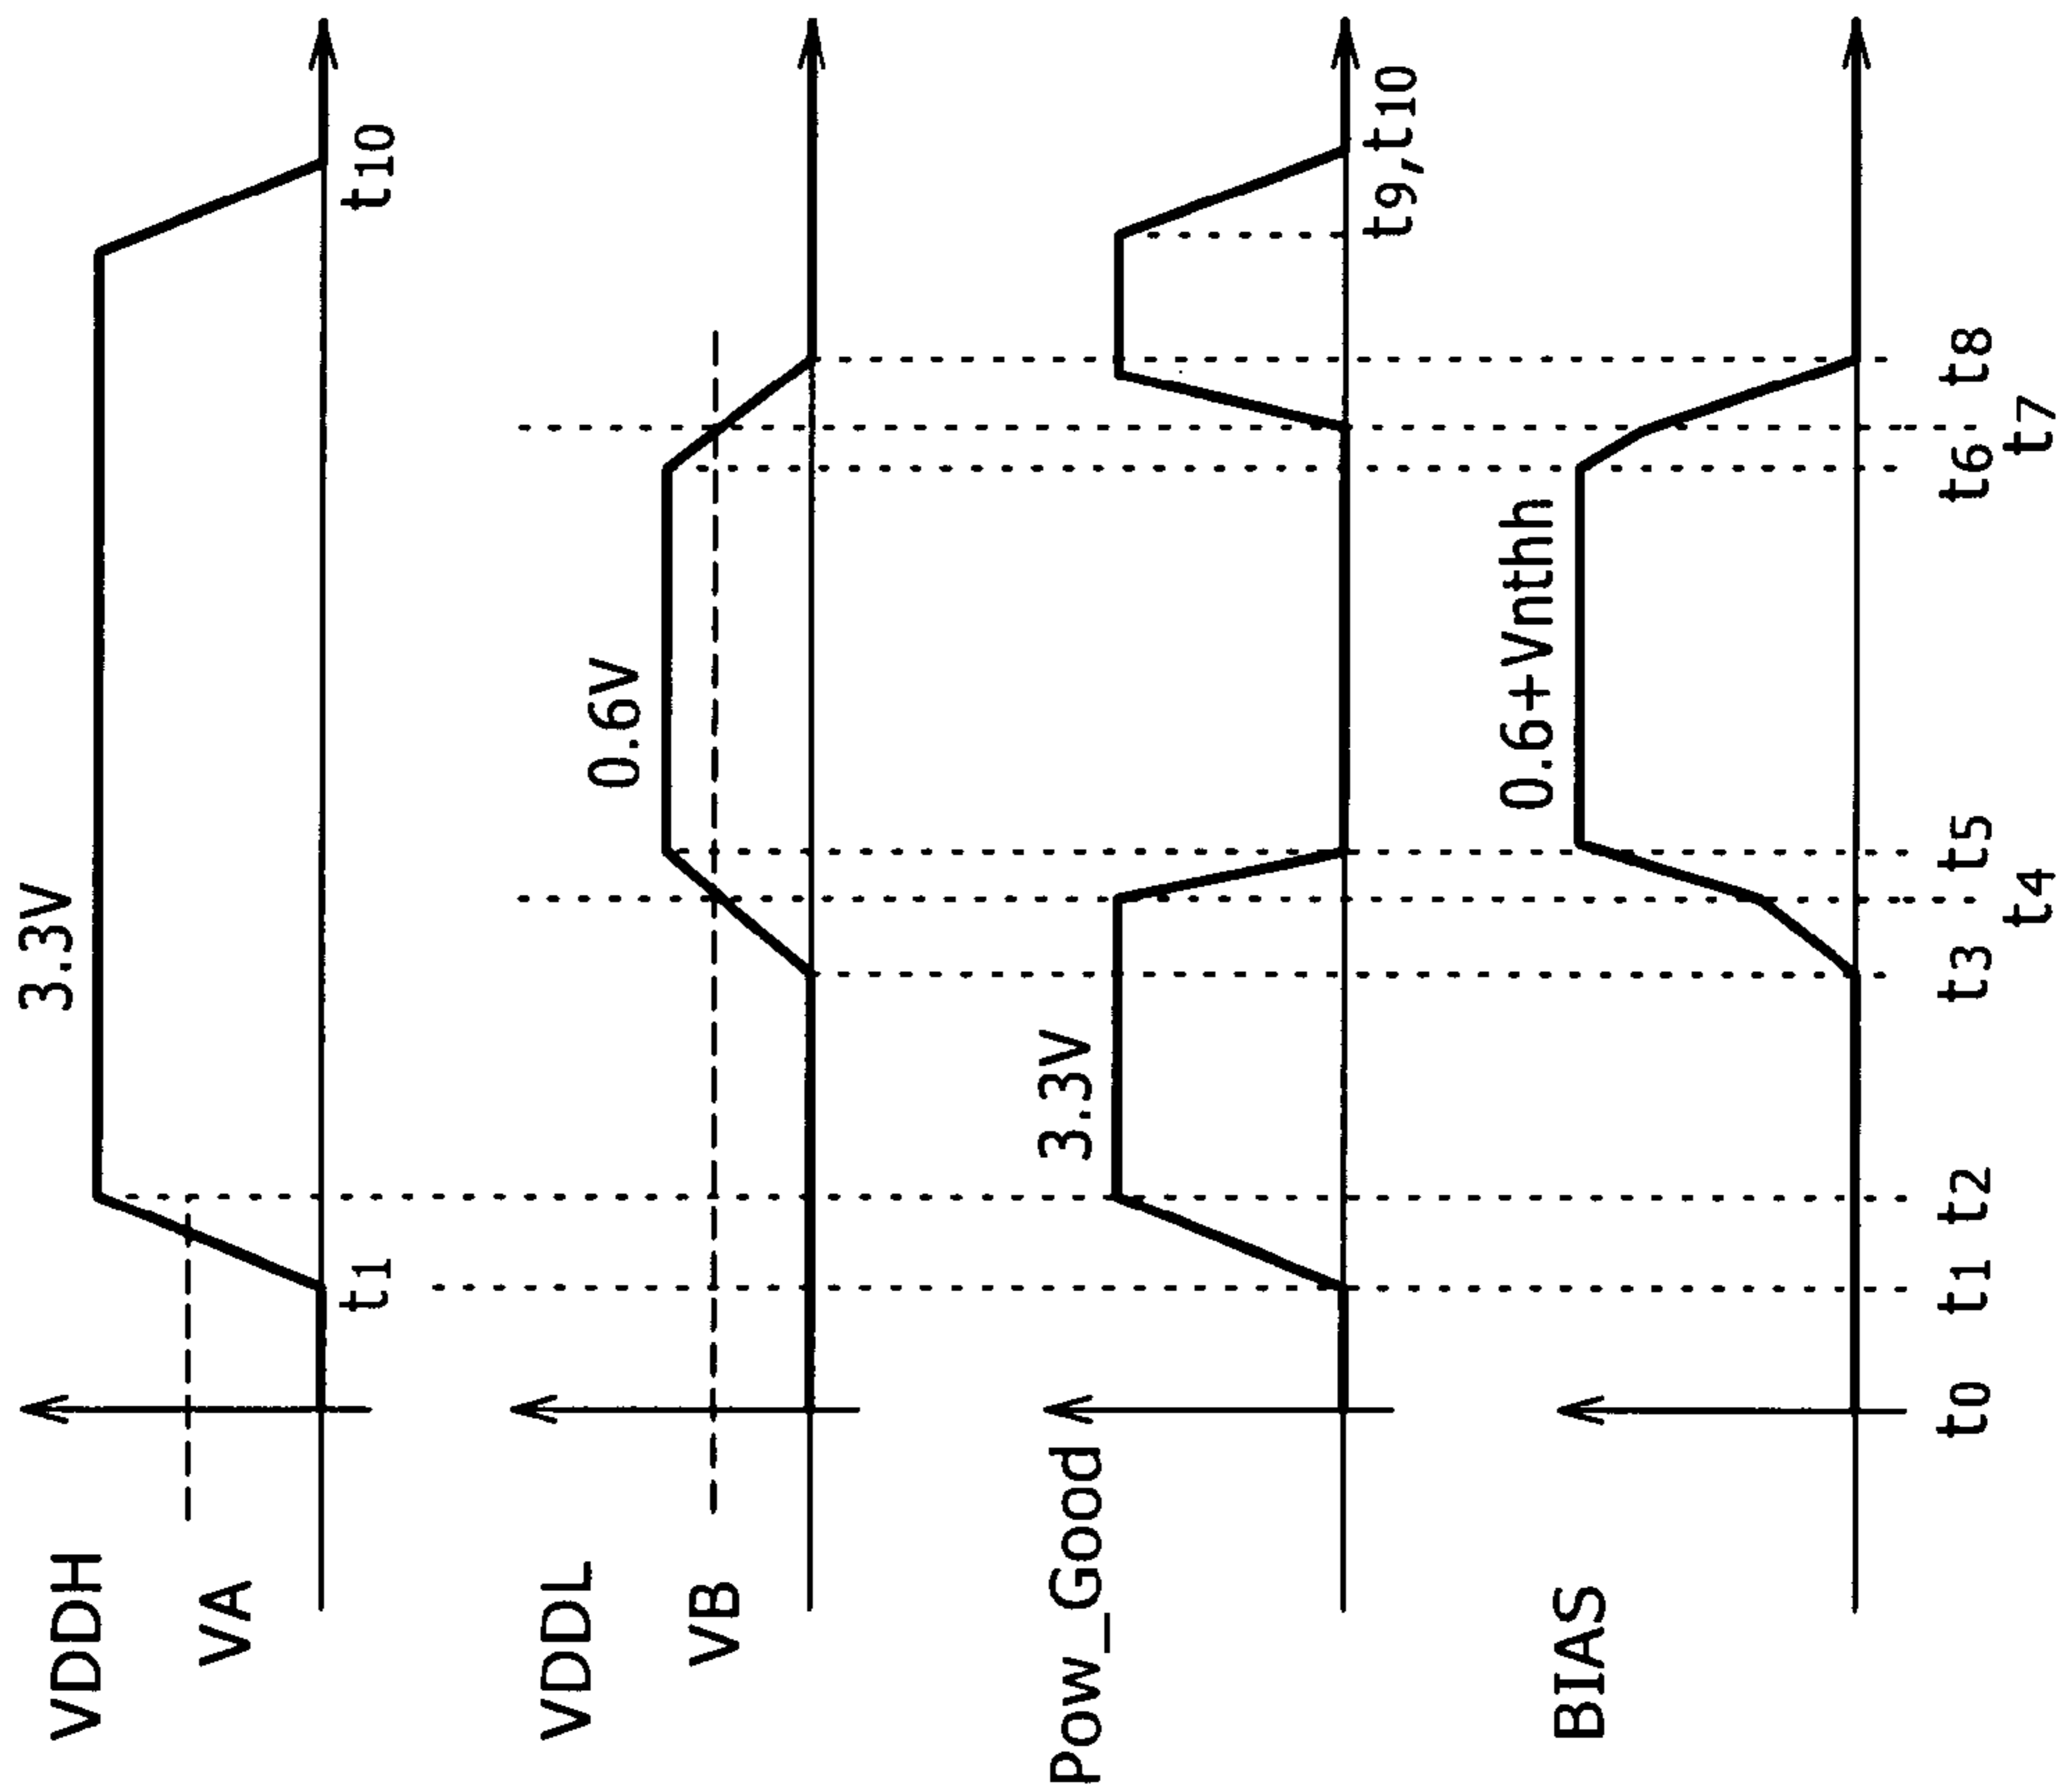 VDDH
3.3V
VA
t1
t10
VDDL
0.6V
VB
Pow_Good
3.3V
t9,t10
BIAS
0.6+Vnthh
t0 t1 t2 t3 t5 t6 t8
t4 t7